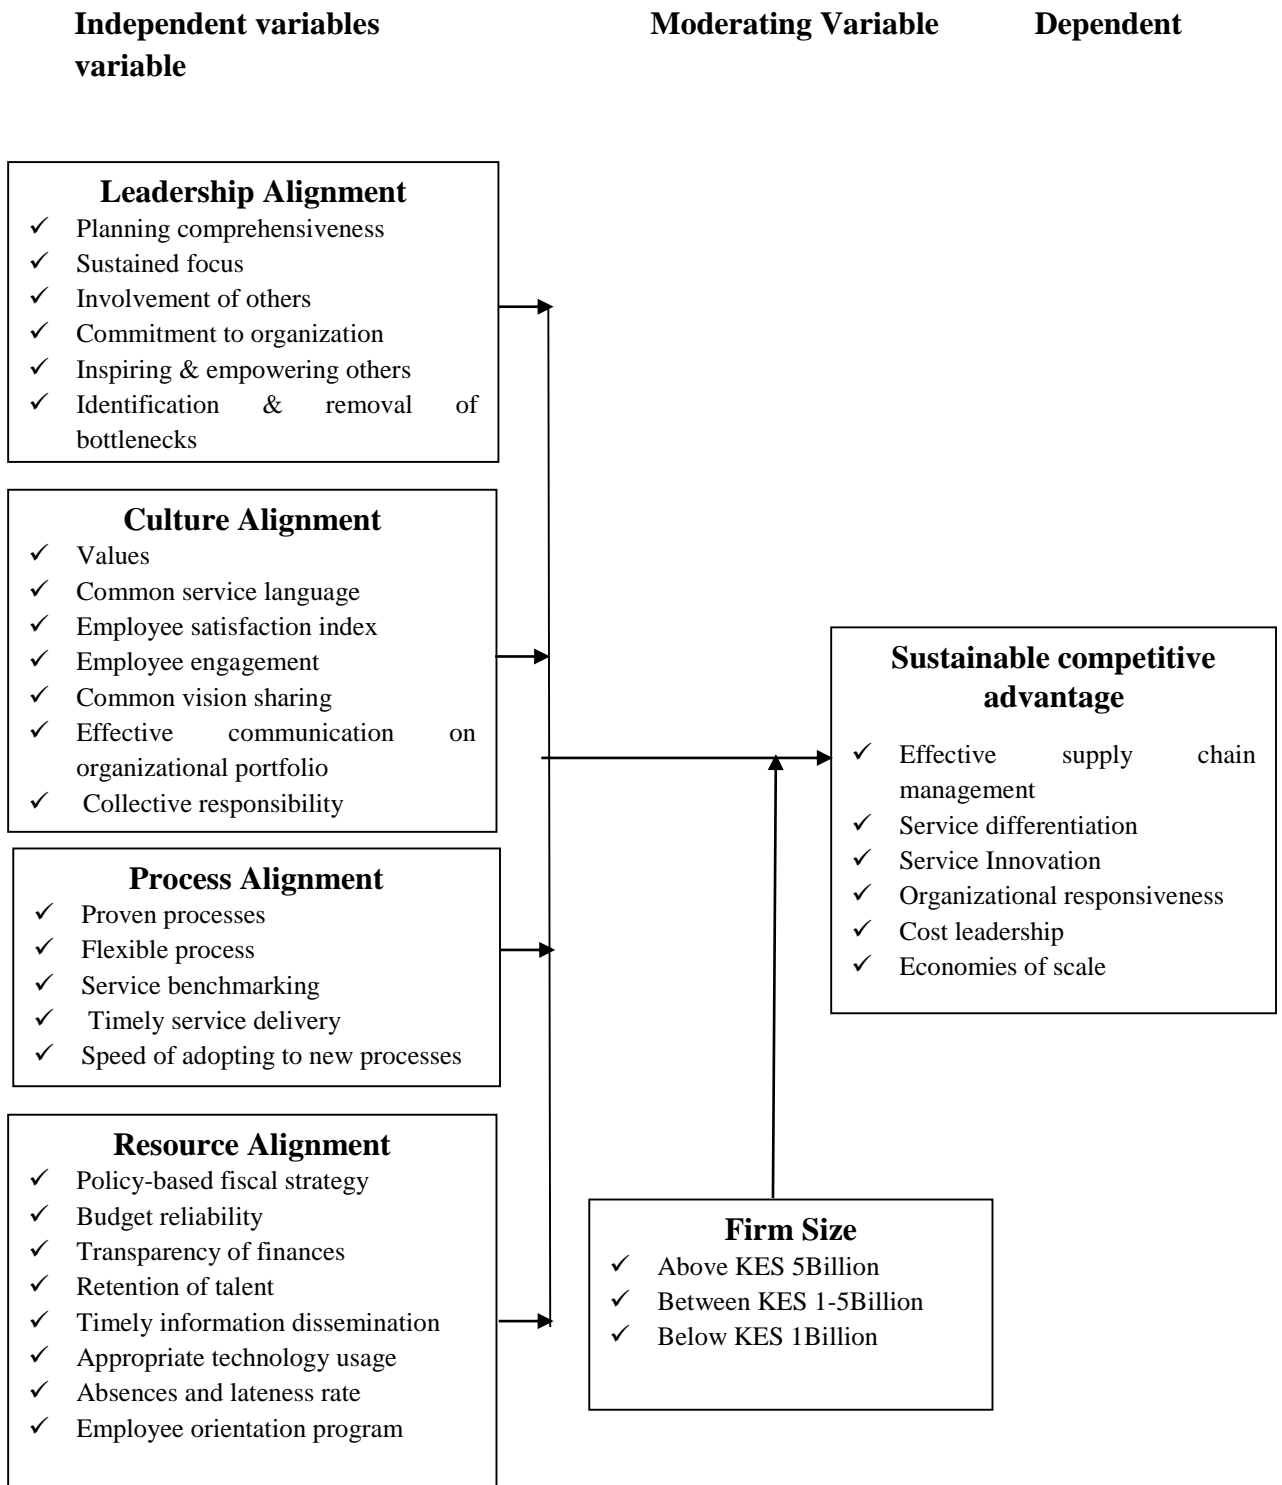 Independent variables Moderating Variable Dependent
variable
Leadership Alignment
✓ Planning comprehensiveness
✓ Sustained focus
✓ Involvement of others
✓ Commitment to organization
✓ Inspiring & empowering others
✓ Identification & removal of
bottlenecks
Culture Alignment
✓ Values
✓ Common service language
✓ Employee satisfaction index
✓ Employee engagement
✓ Common vision sharing
✓ Effective communication on
organizational portfolio
✓ Collective responsibility
Process Alignment
✓ Proven processes
✓ Flexible process
✓ Service benchmarking
✓ Timely service delivery
✓ Speed of adopting to new processes
Resource Alignment
✓ Policy-based fiscal strategy
✓ Budget reliability
✓ Transparency of finances
✓ Retention of talent
✓ Timely information dissemination
✓ Appropriate technology usage
✓ Absences and lateness rate
✓ Employee orientation program
Firm Size
✓ Above KES 5Billion
✓ Between KES 1-5Billion
✓ Below KES 1Billion
Sustainable competitive
advantage
✓ Effective supply chain
management
✓ Service differentiation
✓ Service Innovation
✓ Organizational responsiveness
✓ Cost leadership
✓ Economies of scale